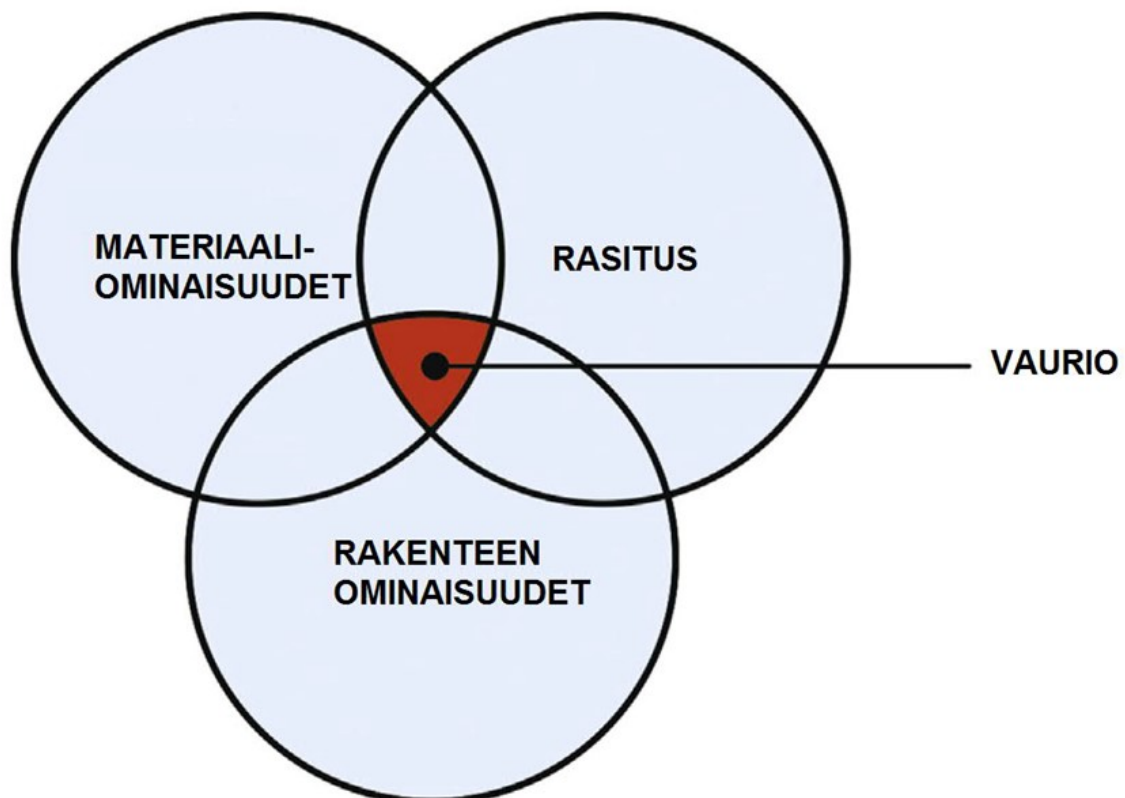 MATERIAALI-
OMINAISUUDET
RASITUS
VAURIO
RAKENTEEN
OMINAISUUDET